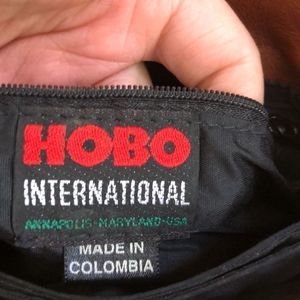 HOBO
INTERNATIONAL
ANNAPOLIS-MARYLAND-USA
MADE IN
COLOMBIA